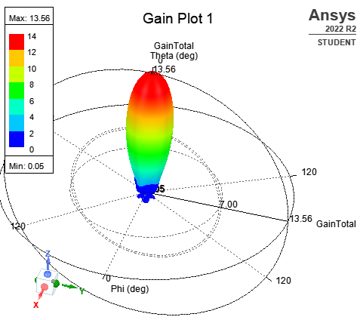 Max: 13.56
14
12
10
8
6
4
2
0
Min: 0.05
Gain Plot 1
Ansys
2022 R2
STUDENT
GainTotal
Theta (deg)
0
13.56
120
7.00
13.56
GainTotal
120
120
0
Phi (deg)
Z
Y
X